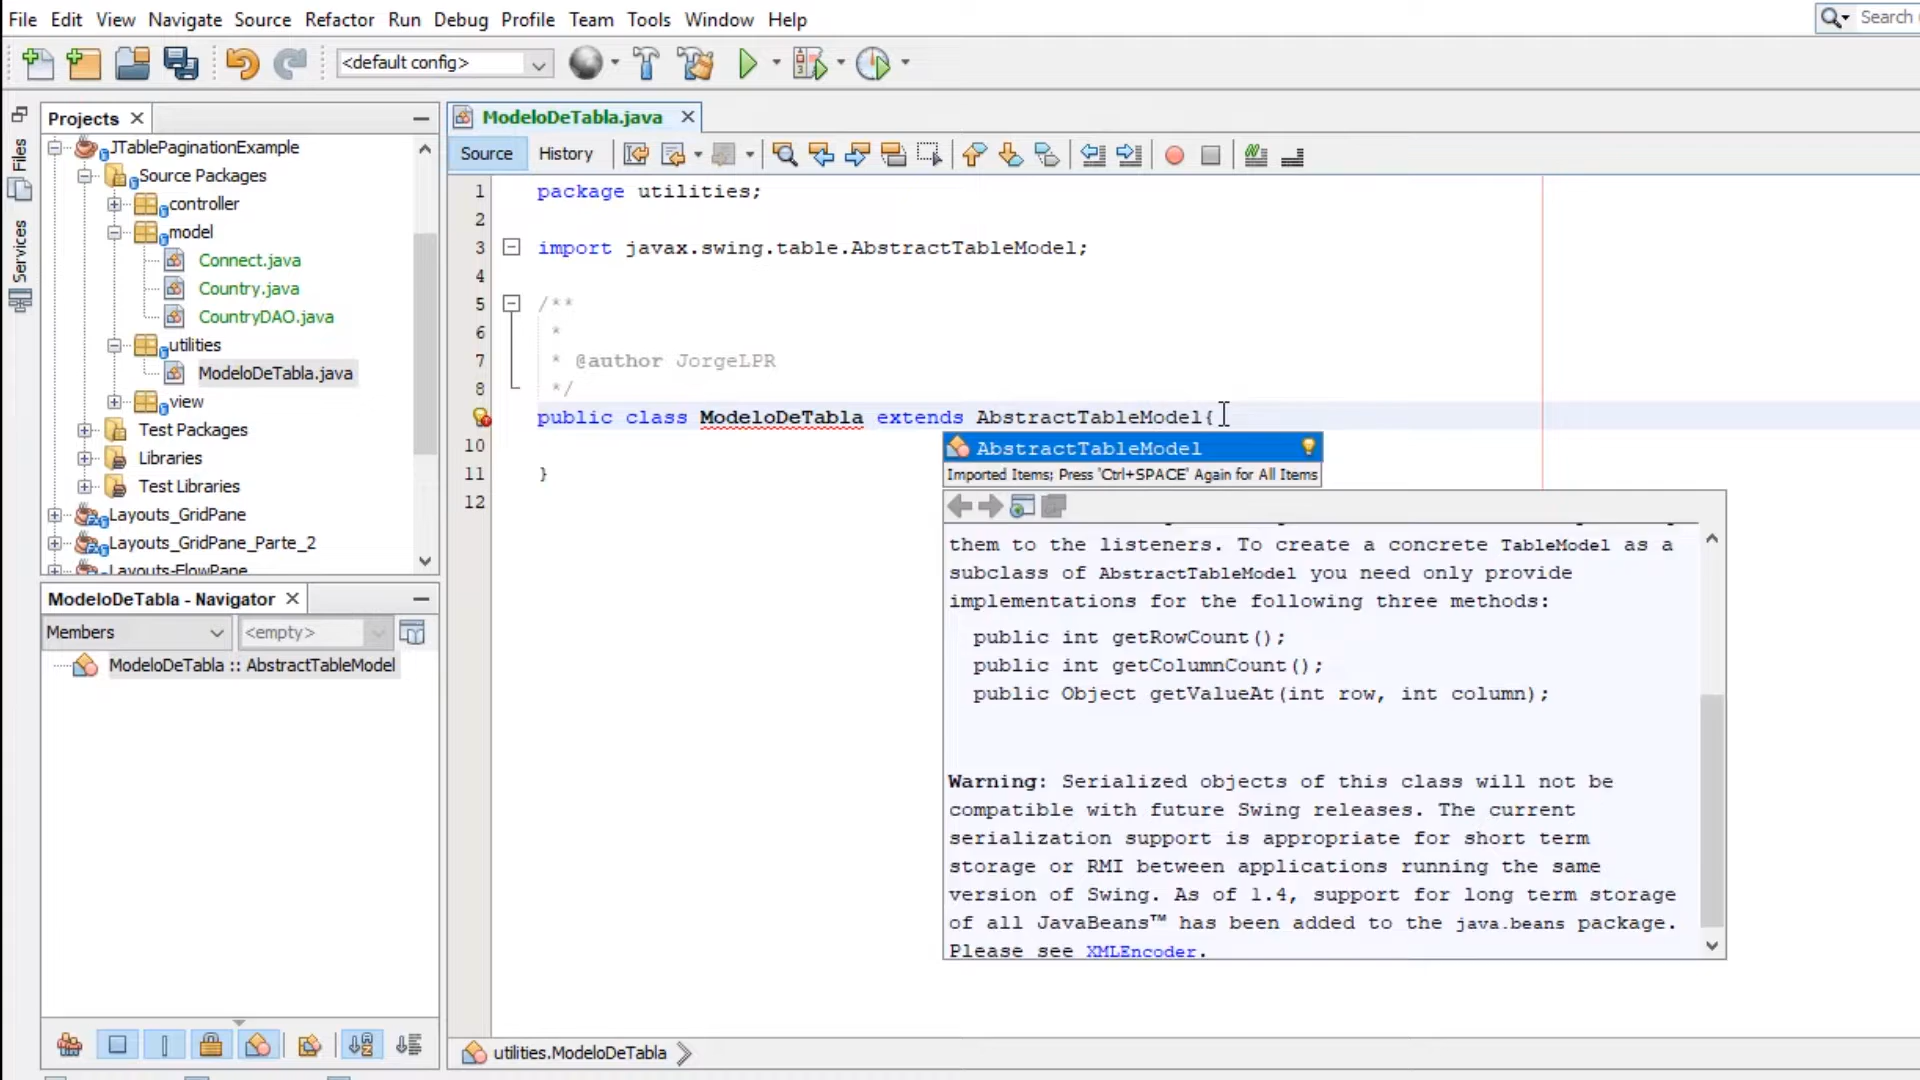 File Edit View Navigate Source Refactor Run Debug Profile Team Tools Window Help
Search
<default config>
Projects
ModeloDeTabla.java
Files
Services
JTablePaginationExample
Source Packages
controller
model
Connect.java
Country.java
CountryDAO.java
utilities
ModeloDeTabla.java
view
Test Packages
Libraries
Test Libraries
Layouts_GridPane
Layouts_GridPane_Parte_2
Layouts-FlowPane
ModeloDeTabla - Navigator
Members
<empty>
ModeloDeTabla :: AbstractTableModel
Source History
1 package utilities;
2
3 import javax.swing.table.AbstractTableModel;
4
5 /**
6 *
7 * @author JorgeLPR
8 */
public class ModeloDeTabla extends AbstractTableModel{
10
11 }
12
AbstractTableModel
Imported Items; Press 'Ctrl+SPACE' Again for All Items
them to the listeners. To create a concrete TableModel as a
subclass of AbstractTableModel you need only provide
implementations for the following three methods:
public int getRowCount();
public int getColumnCount();
public Object getValueAt(int row, int column);
Warning: Serialized objects of this class will not be
compatible with future Swing releases. The current
serialization support is appropriate for short term
storage or RMI between applications running the same
version of Swing. As of 1.4, support for long term storage
of all JavaBeans™ has been added to the java.beans package.
Please see XMLEncoder.
utilities.ModeloDeTabla